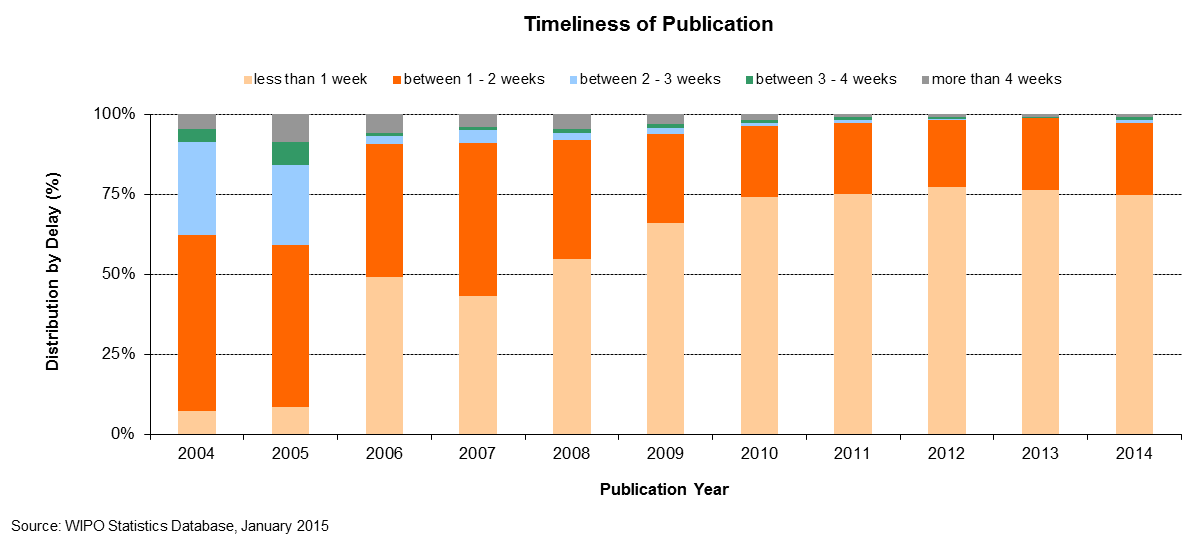 Timeliness of Publication
less than 1 week between 1 - 2 weeks between 2 - 3 weeks between 3 - 4 weeks more than 4 weeks
100%
75%
50%
25%
0%
Distribution by Delay (%)
2004 2005 2006 2007 2008 2009 2010 2011 2012 2013 2014
Publication Year
Source: WIPO Statistics Database, January 2015